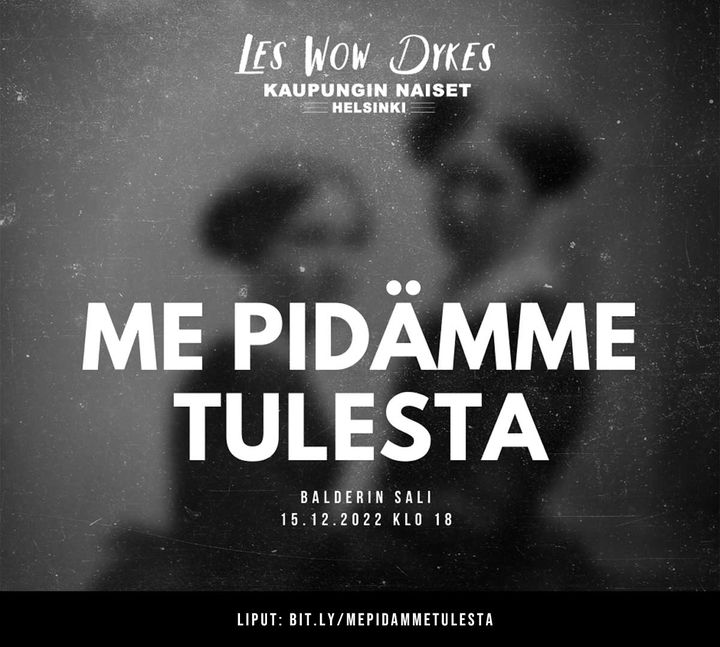 Les Wow Dykes
KAUPUNGIN NAISET
HELSINKI
ME PIDÄMME
TULESTA
BALDERIN SALI
15.12.2022 KLO 18
LIPUT: BIT.LY/MEPIDAMMETULESTA